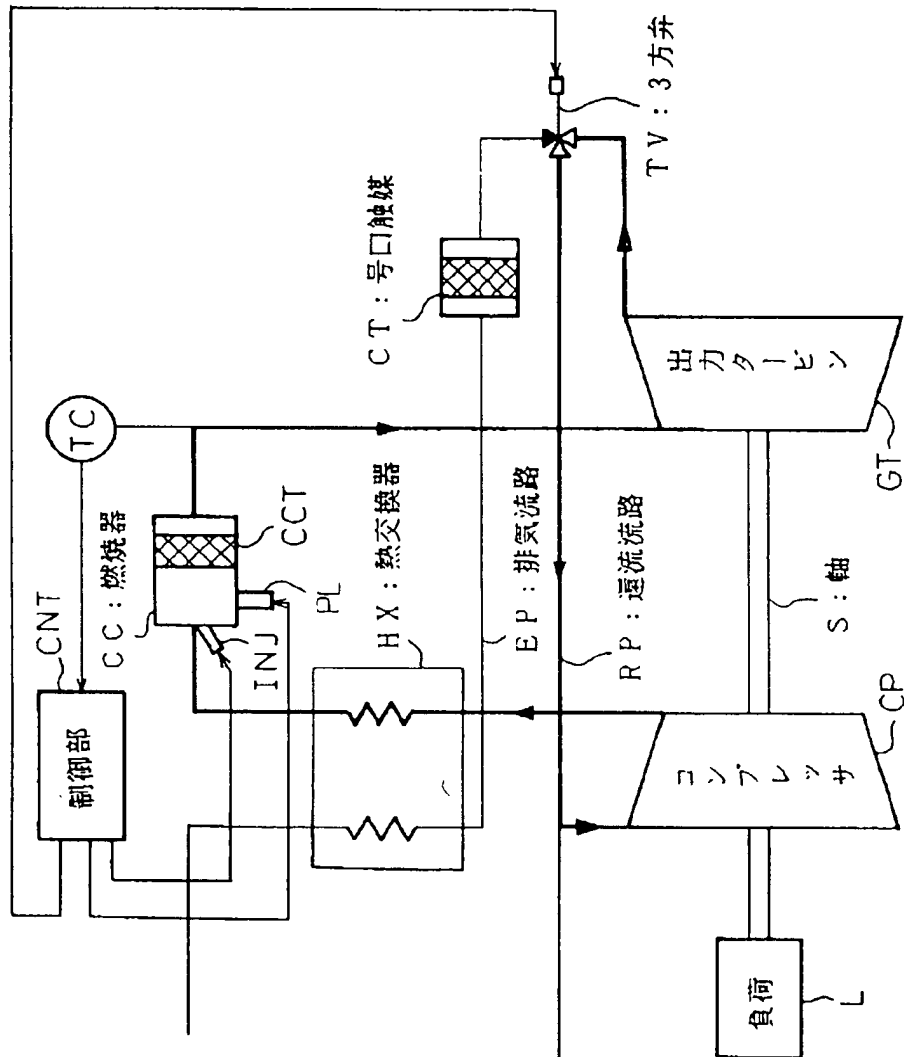 TV：3方弁
CT：号口触媒
TC
出力タービン
GT
CCT
CC：燃焼器
PL
HX：熱交換器
EP：排気流路
RP：還流流路
S：軸
CNT
INJ
制御部
コンプレッサ
CP
負荷
L